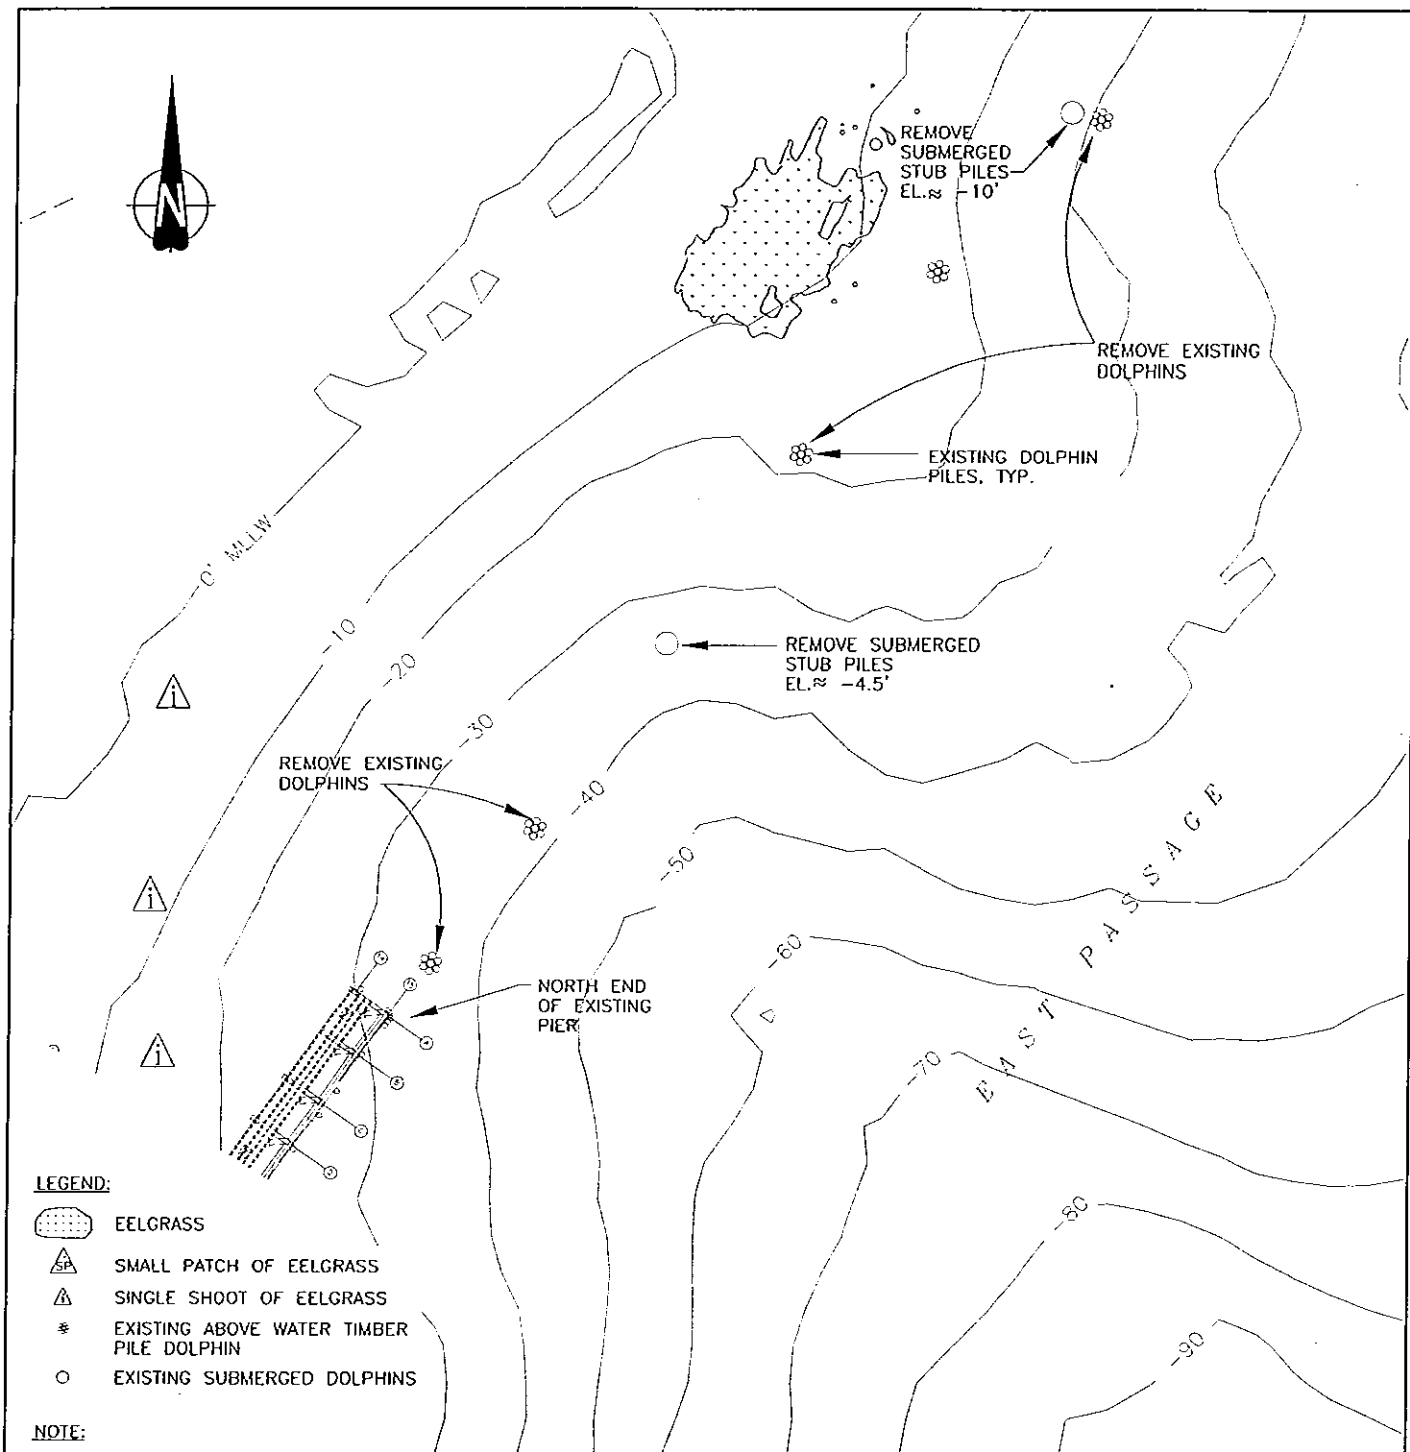 N
REMOVE
SUBMERGED
STUB PILES
EL.≈ -10'
REMOVE EXISTING
DOLPHINS
EXISTING DOLPHIN
PILES, TYP.
0' MLLW
-10
-20
-30
-40
-50
-60
-70
-80
-90
REMOVE SUBMERGED
STUB PILES
EL.≈ -4.5'
REMOVE EXISTING
DOLPHINS
i
i
i
NORTH END
OF EXISTING
PIER
EAST PASSAGE
LEGEND:
EELGRASS
SP SMALL PATCH OF EELGRASS
i SINGLE SHOOT OF EELGRASS
EXISTING ABOVE WATER TIMBER
PILE DOLPHIN
EXISTING SUBMERGED DOLPHINS
NOTE: